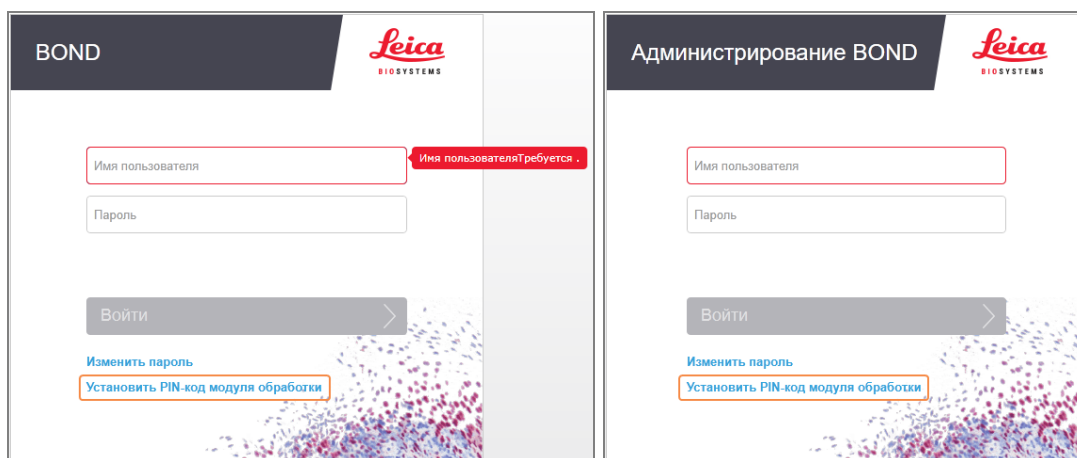 BOND
Leica
BIOSYSTEMS
Имя пользователя
Имя пользователяТребуется .
Пароль
Войти
Изменить пароль
Установить PIN-код модуля обработки
Администрирование BOND
Leica
BIOSYSTEMS
Имя пользователя
Пароль
Войти
Изменить пароль
Установить PIN-код модуля обработки